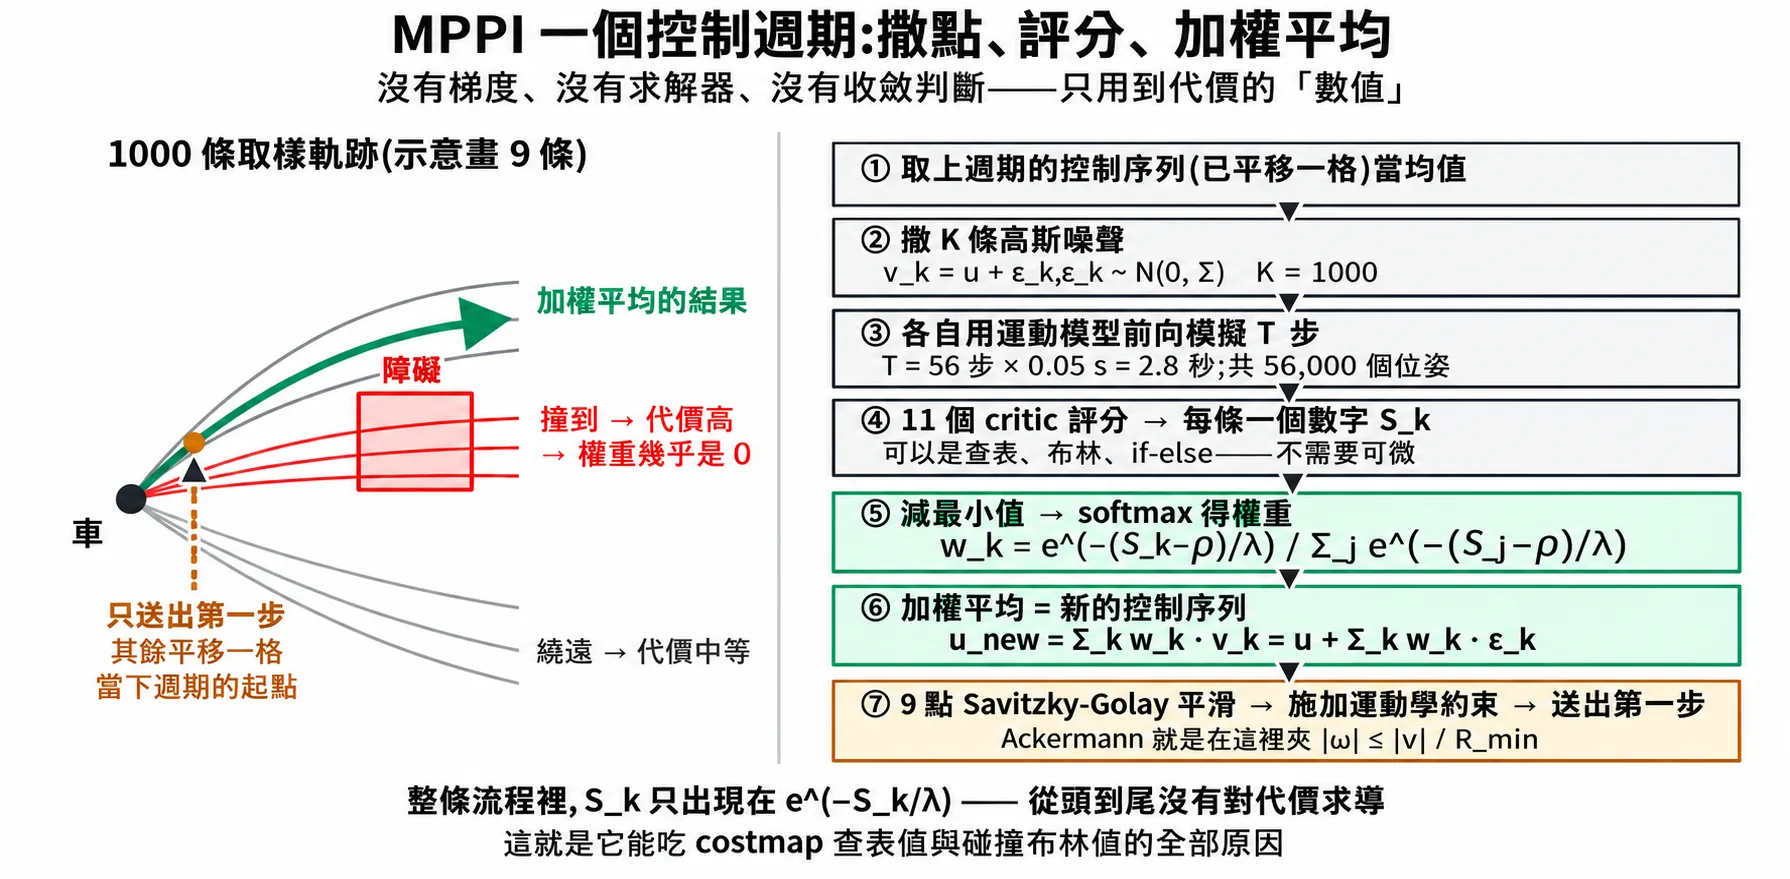 MPPI 一個控制週期:撒點、評分、加權平均
沒有梯度、沒有求解器、沒有收斂判斷——只用到代價的「數值」
1000 條取樣軌跡(示意畫 9 條)
加權平均的結果
障礙
撞到 → 代價高
→ 權重幾乎是 0
車
只送出第一步
其餘平移一格
當下週期的起點
繞遠 → 代價中等
① 取上週期的控制序列(已平移一格)當均值
② 撒 K 條高斯噪聲
v_k = u + ε_k,ε_k ~ N(0, Σ) K = 1000
③ 各自用運動模型前向模擬 T 步
T = 56 步 × 0.05 s = 2.8 秒;共 56,000 個位姿
④ 11 個 critic 評分 → 每條一個數字 S_k
可以是查表、布林、if-else——不需要可微
⑤ 減最小值 → softmax 得權重
w_k = e^(−(S_k−ρ)/λ) / Σ_j e^(−(S_j−ρ)/λ)
⑥ 加權平均 = 新的控制序列
u_new = Σ_k w_k · v_k = u + Σ_k w_k · ε_k
⑦ 9 點 Savitzky-Golay 平滑 → 施加運動學約束 → 送出第一步
Ackermann 就是在這裡夾 |ω| ≤ |v| / R_min
整條流程裡, S_k 只出現在 e^(−S_k/λ) —— 從頭到尾沒有對代價求導
這就是它能吃 costmap 查表值與碰撞布林值的全部原因